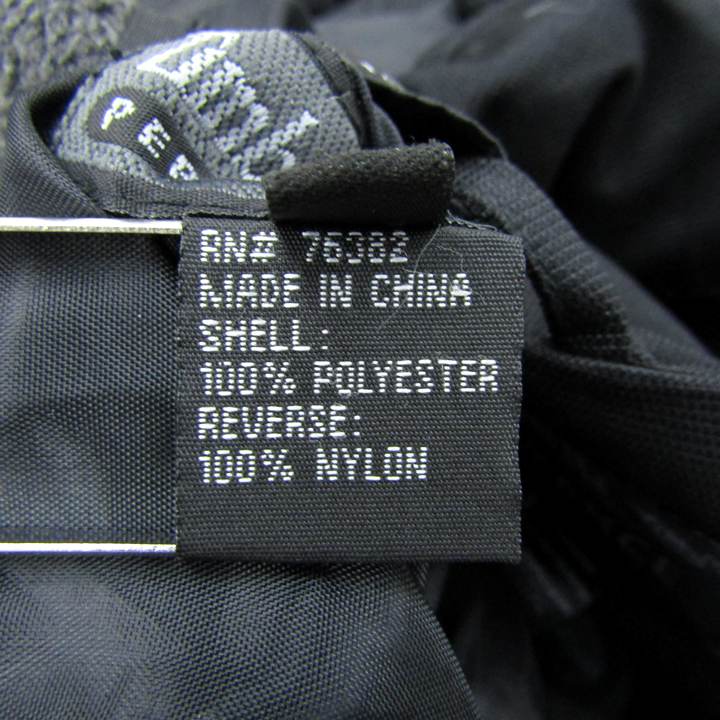 RN# 76382
MADE IN CHINA
SHELL:
100% POLYESTER
REVERSE:
100% NYLON